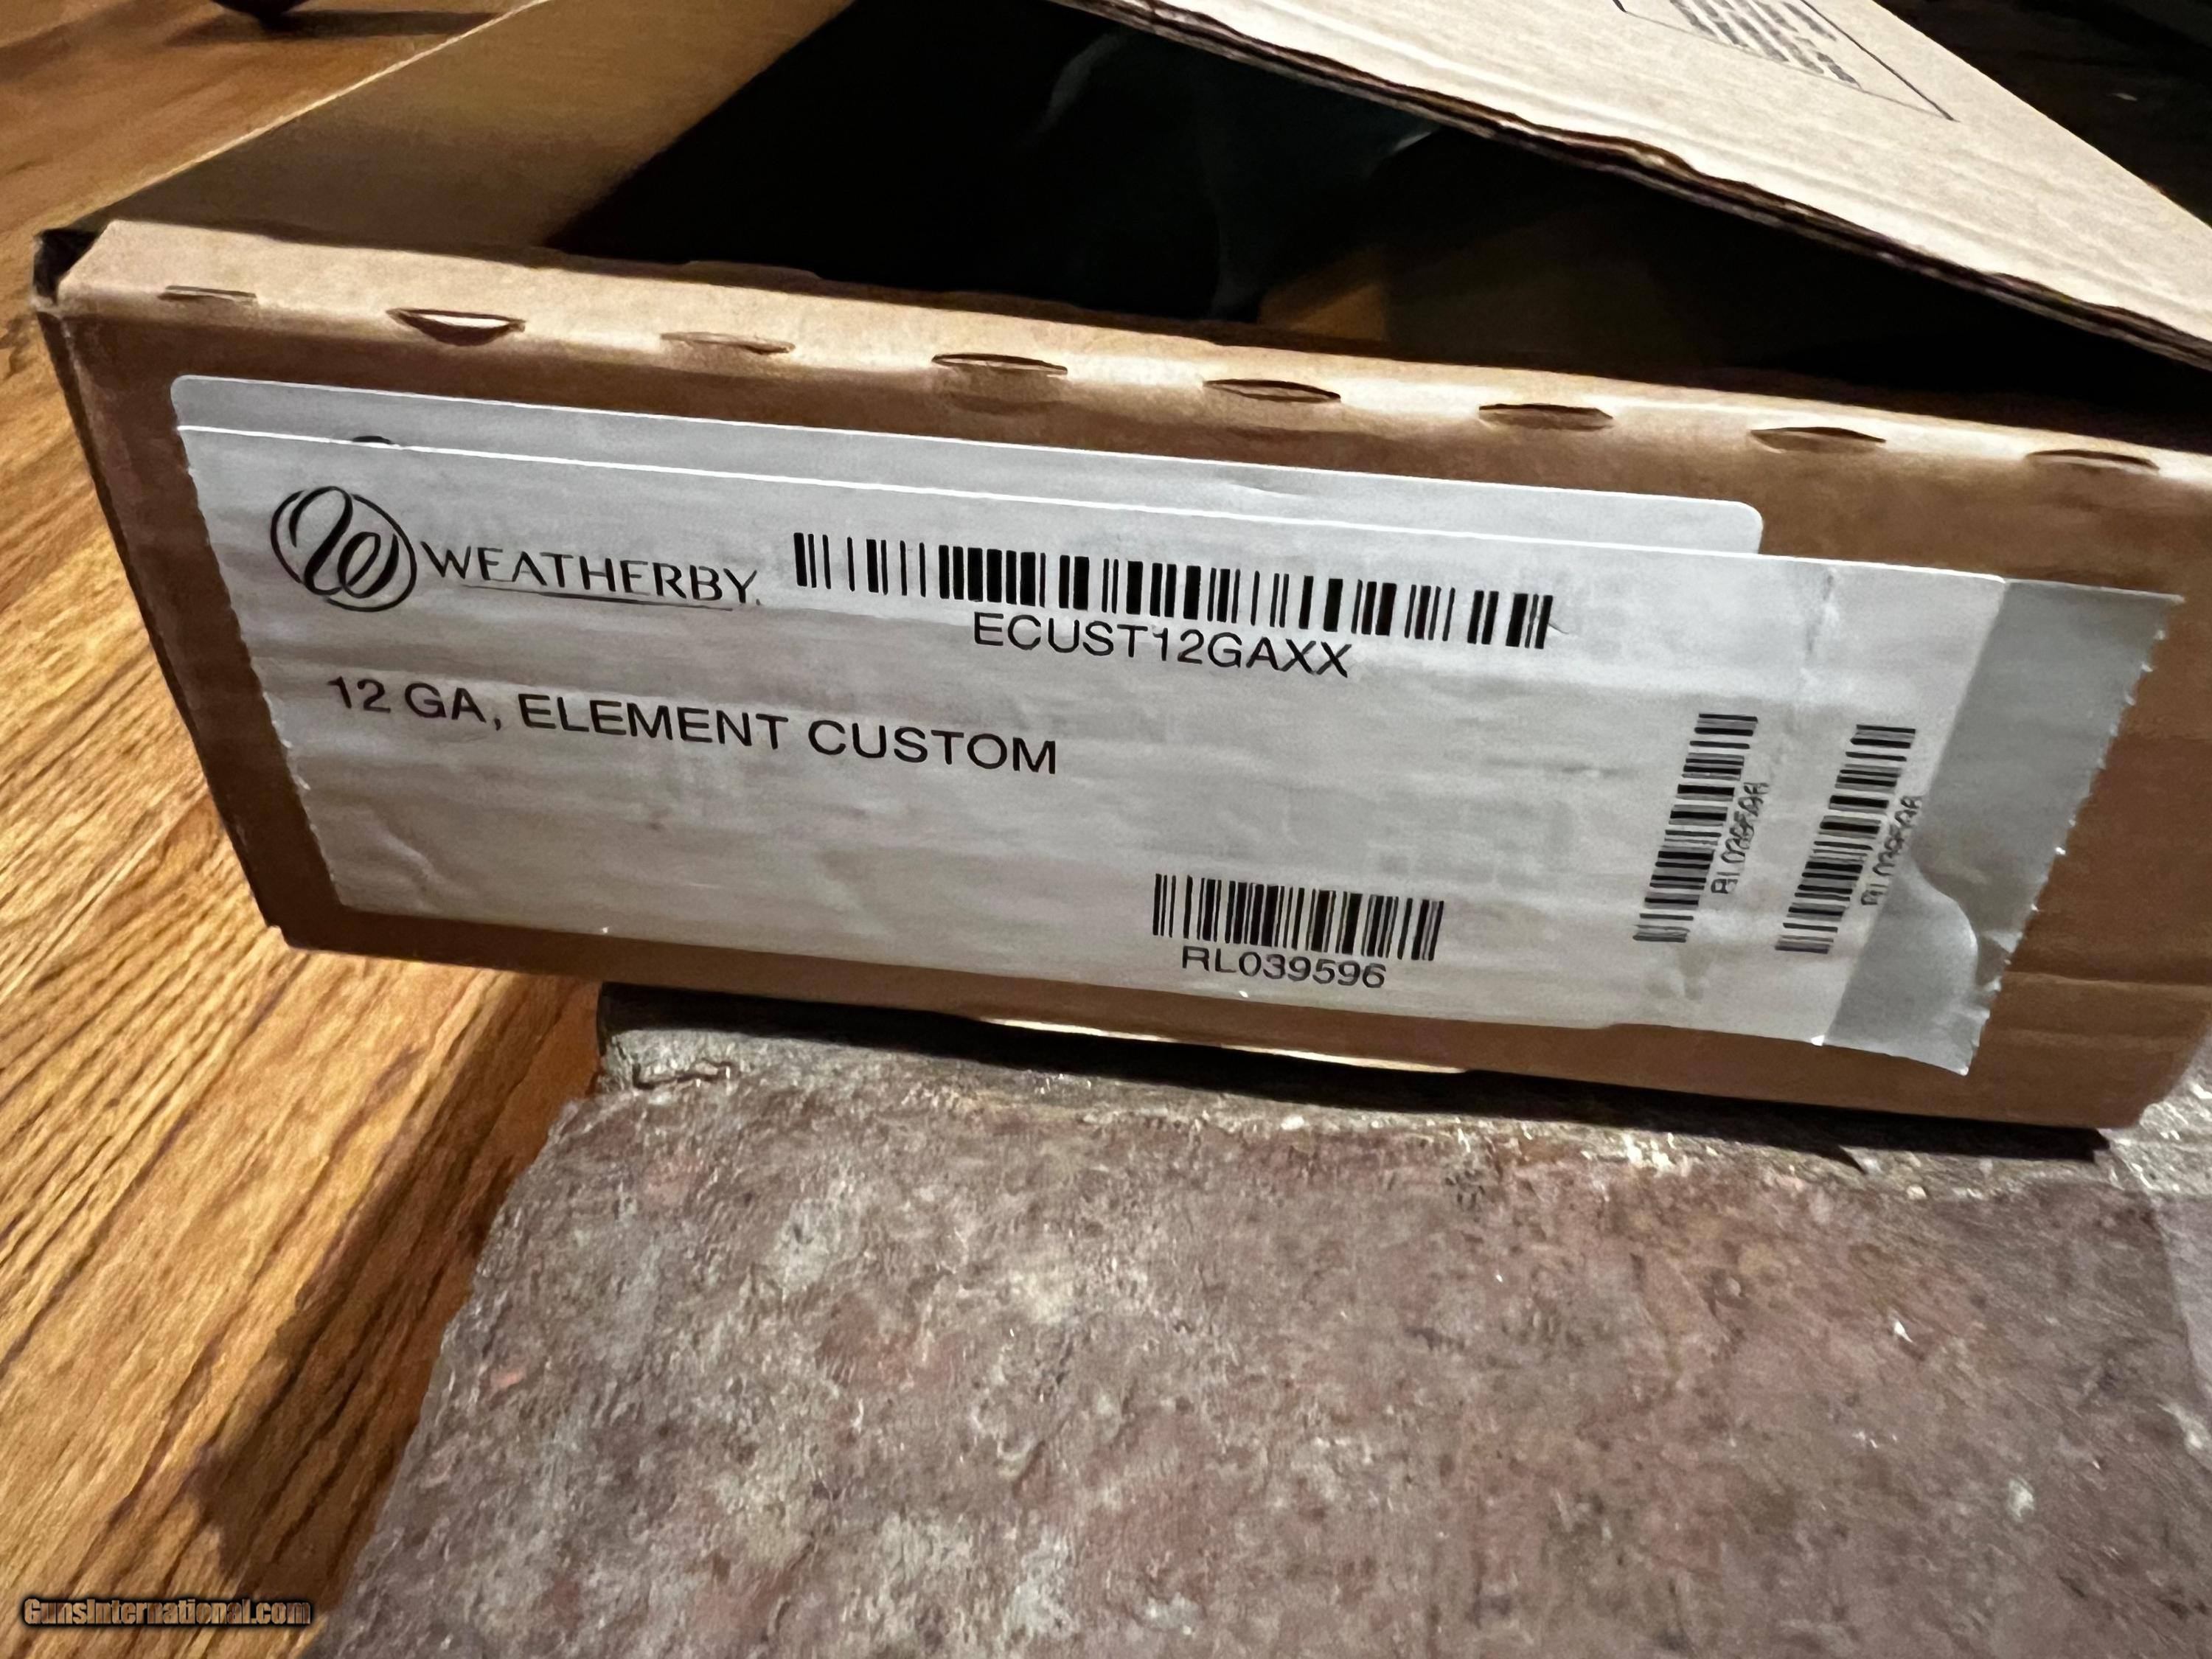 WEATHERBY.
ECUST12GAXX
12 GA, ELEMENT CUSTOM
RL039596
GunsInternational.com